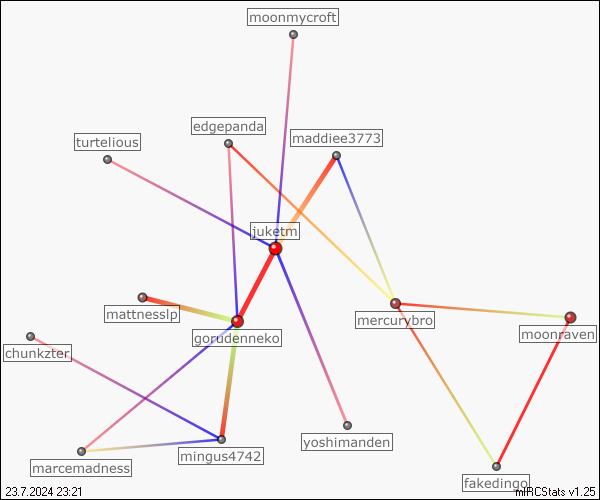 moonmycroft
edgepanda
maddiee3773
turtelious
juketm
mattnesslp
mercurybro
gorudenneko
moonraven
chunkzter
yoshimanden
mingus4742
marcemadness
fakedingo
23.7.2024 23:21
mIRCStats v1.25